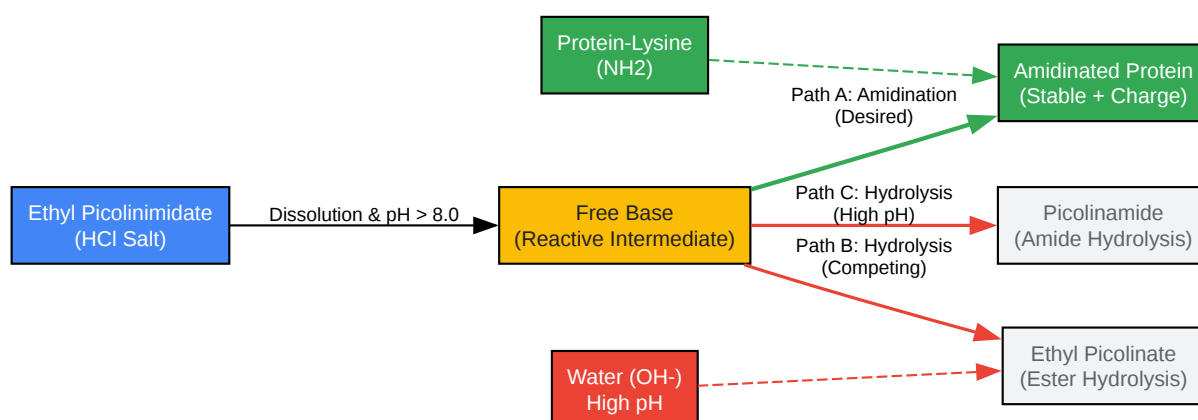 Protein-Lysine
(NH2)
Amidinated Protein
(Stable + Charge)
Path A: Amidination
(Desired)
Ethyl Picolinimidate
(HCl Salt)
Dissolution & pH > 8.0
Free Base
(Reactive Intermediate)
Path C: Hydrolysis
(High pH)
Picolinamide
(Amide Hydrolysis)
Path B: Hydrolysis
(Competing)
Water (OH-)
High pH
Ethyl Picolinate
(Ester Hydrolysis)